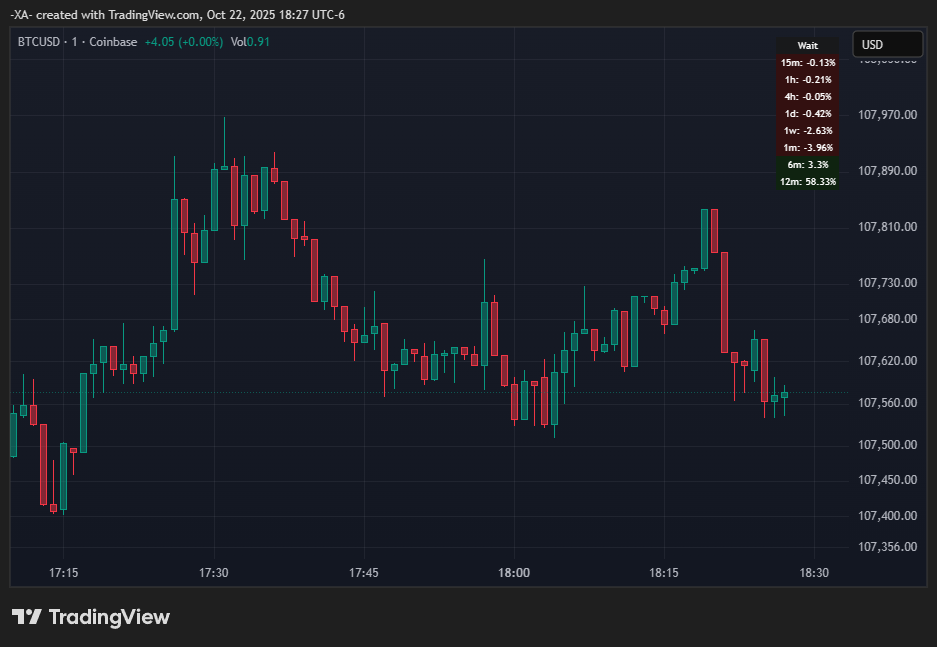 -XA- created with TradingView.com, Oct 22, 2025 18:27 UTC-6
BTCUSD · 1 · Coinbase +4.05 (+0.00%) Vol0.91
USD
Wait
15m: -0.13%
1h: -0.21%
4h: -0.05%
1d: -0.42%
1w: -2.63%
1m: -3.96%
6m: 3.3%
12m: 58.33%
107,970.00
107,890.00
107,810.00
107,730.00
107,680.00
107,620.00
107,560.00
107,500.00
107,450.00
107,400.00
107,356.00
17:15 17:30 17:45 18:00 18:15 18:30
TradingView